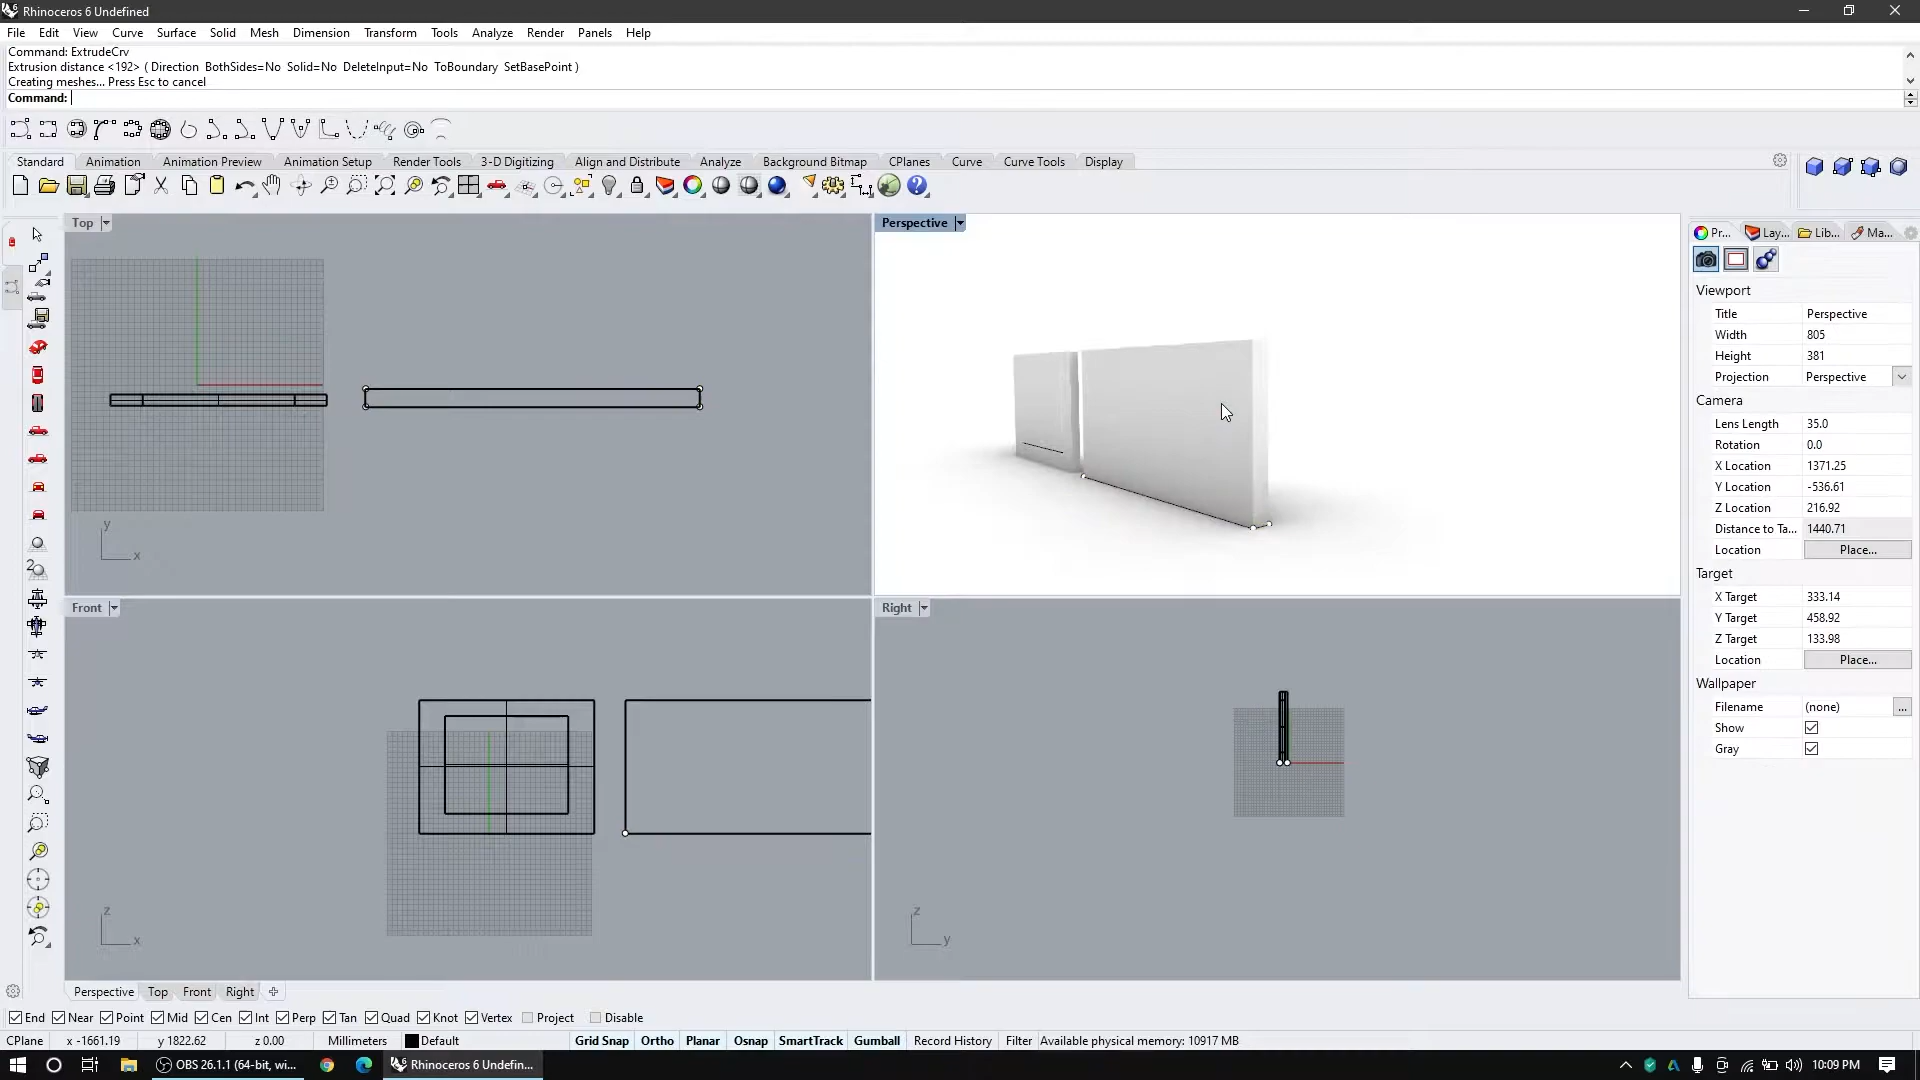 Rhinoceros 6 Undefined
File Edit View Curve Surface Solid Mesh Dimension Transform Tools Analyze Render Panels Help
Command: ExtrudeCrv
Extrusion distance <192> ( Direction BothSides=No Solid=No DeleteInput=No ToBoundary SetBasePoint )
Creating meshes... Press Esc to cancel
Command:
Standard Animation Animation Preview Animation Setup Render Tools 3-D Digitizing Align and Distribute Analyze Background Bitmap CPlanes Curve Curve Tools Display
Top
Perspective
Pr... Lay... Lib... Ma...
Viewport
Title Perspective
Width 805
Height 381
Projection Perspective
Camera
Lens Length 35.0
Rotation 0.0
X Location 1371.25
Y Location -536.61
Z Location 216.92
Distance to Ta... 1440.71
Location Place...
Target
X Target 333.14
Y Target 458.92
Z Target 133.98
Location Place...
Wallpaper
Filename (none) ...
Show
Gray
y
x
Front
Right
2
z
x
z
y
Perspective Top Front Right
End Near Point Mid Cen Int Perp Tan Quad Knot Vertex Project Disable
CPlane x -1661.19 y 1822.62 z 0.00 Millimeters Default Grid Snap Ortho Planar Osnap SmartTrack Gumball Record History Filter Available physical memory: 10917 MB
OBS 26.1.1 (64-bit, wi... Rhinoceros 6 Undefin... 10:09 PM